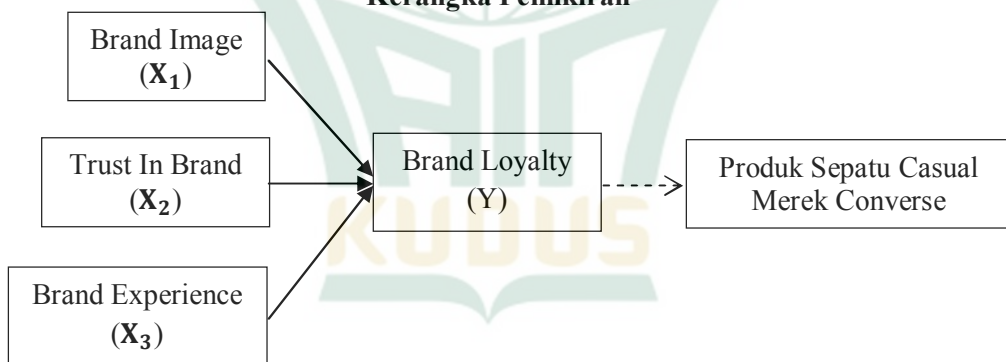 Kerangka Pemikiran
Brand Image
(X₁)
Trust In Brand
(X₂)
Brand Experience
(X₃)
Brand Loyalty
(Y)
Produk Sepatu Casual
Merek Converse
KUDUS